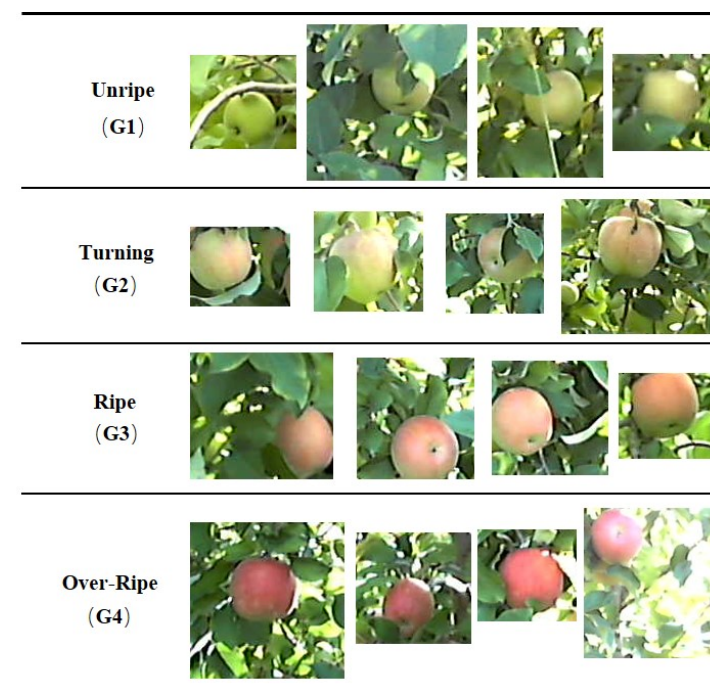 Unripe
(G1)
Turning
(G2)
Ripe
(G3)
Over-Ripe
(G4)